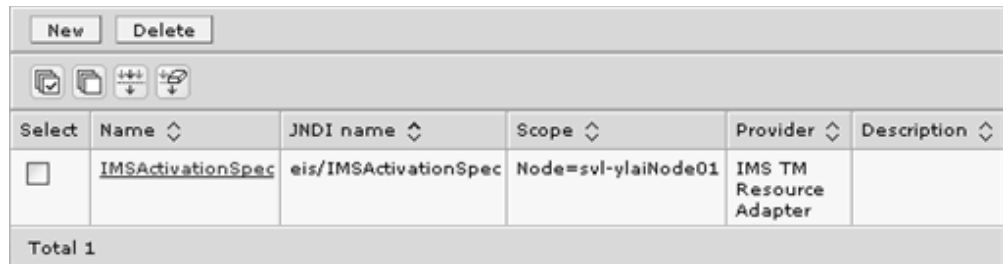 New Delete
Select Name JNDI name Scope Provider Description
IMSActivationSpec eis/IMSActivationSpec Node=svl-ylaiNode01 IMS TM
Resource
Adapter
Total 1